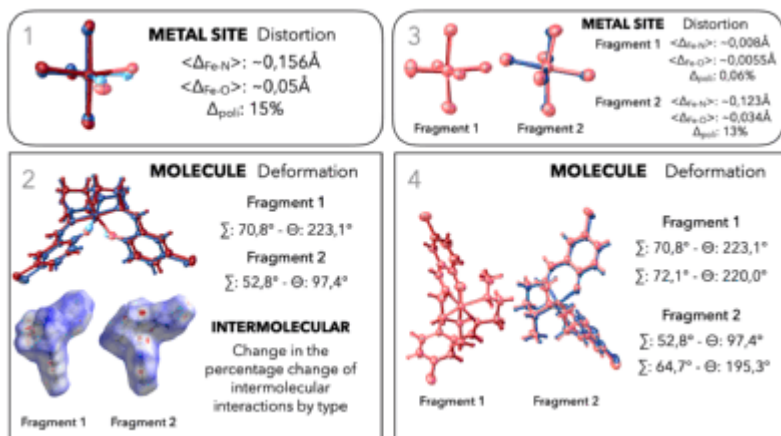 1
METAL SITE Distortion
<ΔFe-N>: ~0,156Å
<ΔFe-O>: ~0,05Å
Δpoli: 15%
2
MOLECULE Deformation
Fragment 1
∑: 70,8° - Θ: 223,1°
Fragment 2
∑: 52,8° - Θ: 97,4°
INTERMOLECULAR
Change in the
percentage change of
intermolecular
interactions by type
Fragment 1 Fragment 2
3
METAL SITE Distortion
Fragment 1 <ΔFe-N>: ~0,008Å
<ΔFe-O>: ~0,0055Å
Δpoli: 0,06%
Fragment 2 <ΔFe-N>: ~0,123Å
<ΔFe-O>: ~0,034Å
Δpoli: 13%
Fragment 1 Fragment 2
4
MOLECULE Deformation
Fragment 1
∑: 70,8° - Θ: 223,1°
∑: 72,1° - Θ: 220,0°
Fragment 2
∑: 52,8° - Θ: 97,4°
∑: 64,7° - Θ: 195,3°
Fragment 1 Fragment 2